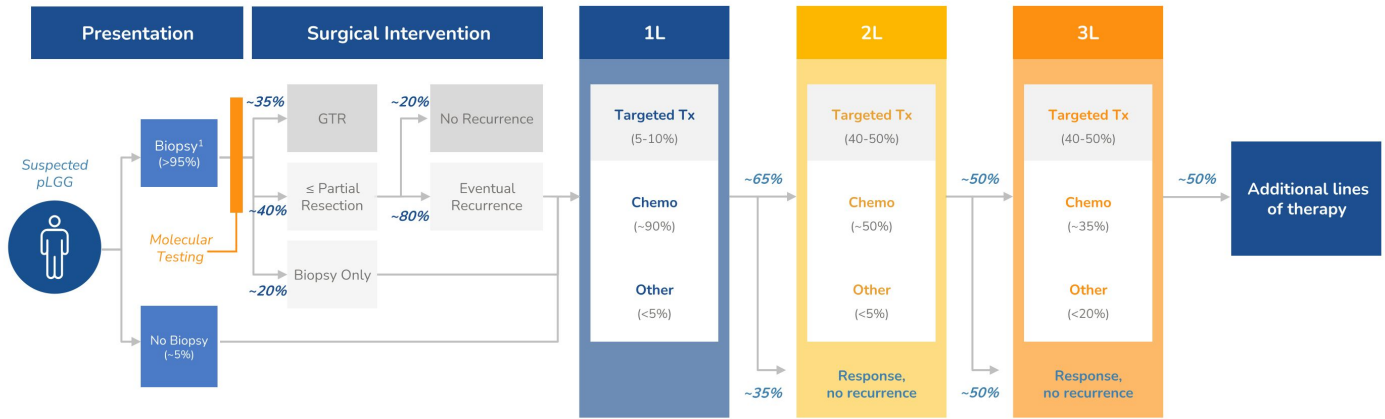 Presentation
Surgical Intervention
1L
2L
3L
Suspected
pLGG
Biopsy¹
(>95%)
Molecular
Testing
No Biopsy
(~5%)
~35%
GTR
~40%
≤ Partial
Resection
~20%
Biopsy Only
~20%
No Recurrence
~80%
Eventual
Recurrence
Targeted Tx
(5-10%)
Chemo
(~90%)
Other
(<5%)
~65%
~35%
Targeted Tx
(40-50%)
Chemo
(~50%)
Other
(<5%)
Response,
no recurrence
~50%
~50%
Targeted Tx
(40-50%)
Chemo
(~35%)
Other
(<20%)
Response,
no recurrence
~50%
Additional lines
of therapy